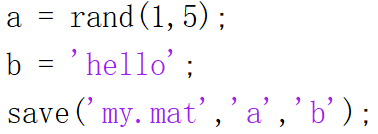 a = rand(1,5);
b = 'hello';
save('my.mat','a','b');